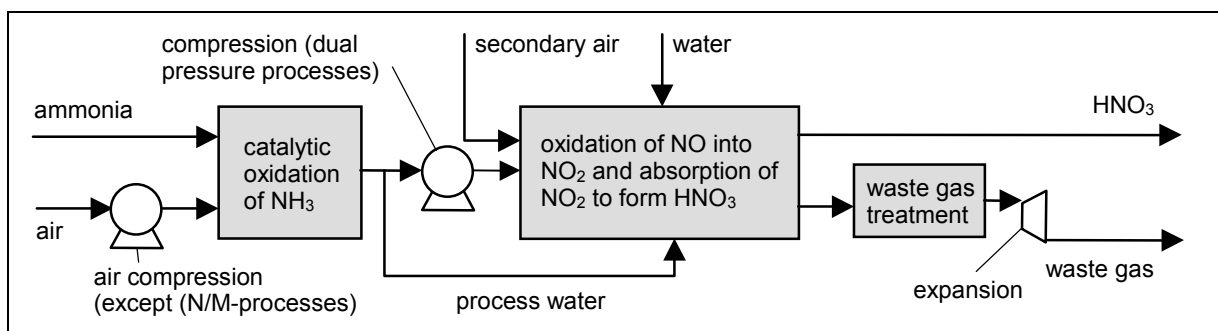 compression (dual
pressure processes)
secondary air
water
ammonia
HNO₃
catalytic
oxidation
of NH₃
oxidation of NO into
NO₂ and absorption of
NO₂ to form HNO₃
waste gas
treatment
air
air compression
(except (N/M-processes)
process water
expansion
waste gas